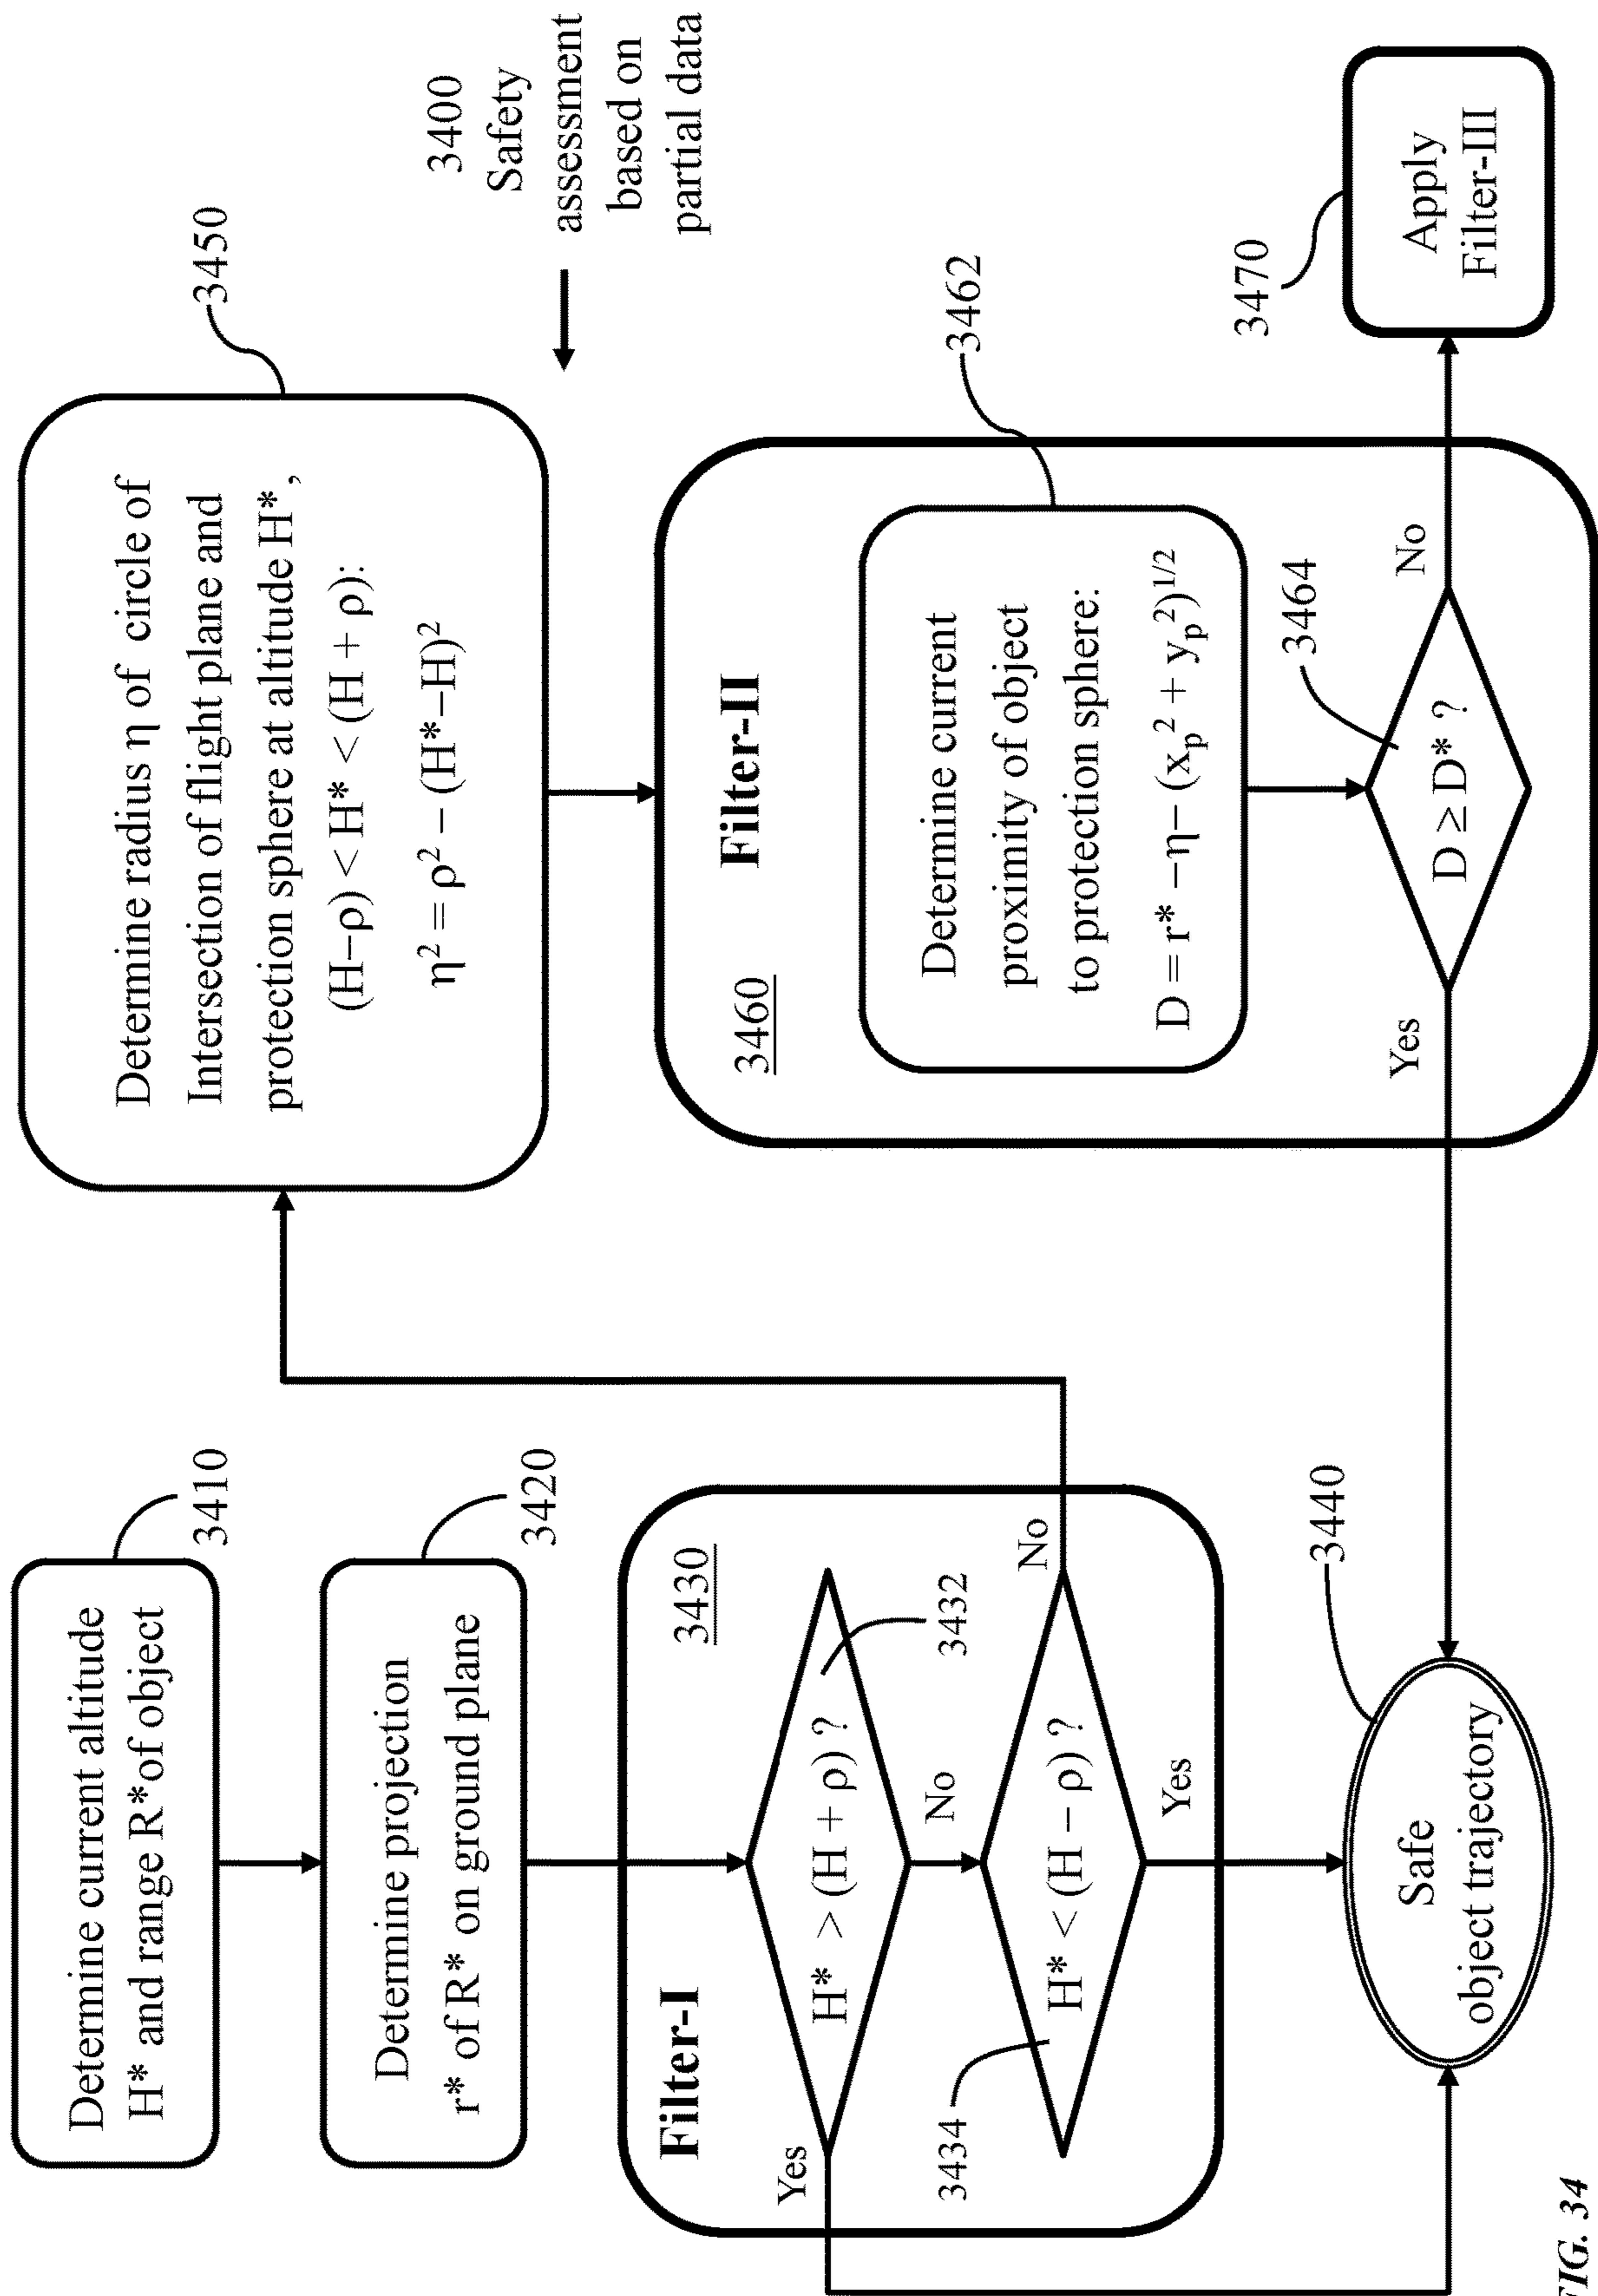 Determine current altitude
H* and range R* of object
3410
Determine projection
r* of R* on ground plane
3420
Filter-I
3430
H* > (H + ρ) ?
3432
Yes
No
3434
H* < (H − ρ) ?
No
Yes
Safe
object trajectory
3440
Determine radius η of circle of
Intersection of flight plane and
protection sphere at altitude H*,
(H−ρ) < H* < (H + ρ):
η² = ρ² − (H*−H)²
3450
3400
Safety
assessment
based on
partial data
3460
Filter-II
Determine current
proximity of object
to protection sphere:
D = r* −η− (xₚ² + yₚ²)^1/2
3462
3464
D ≥ D* ?
Yes
No
Apply
Filter-III
3470
FIG. 34